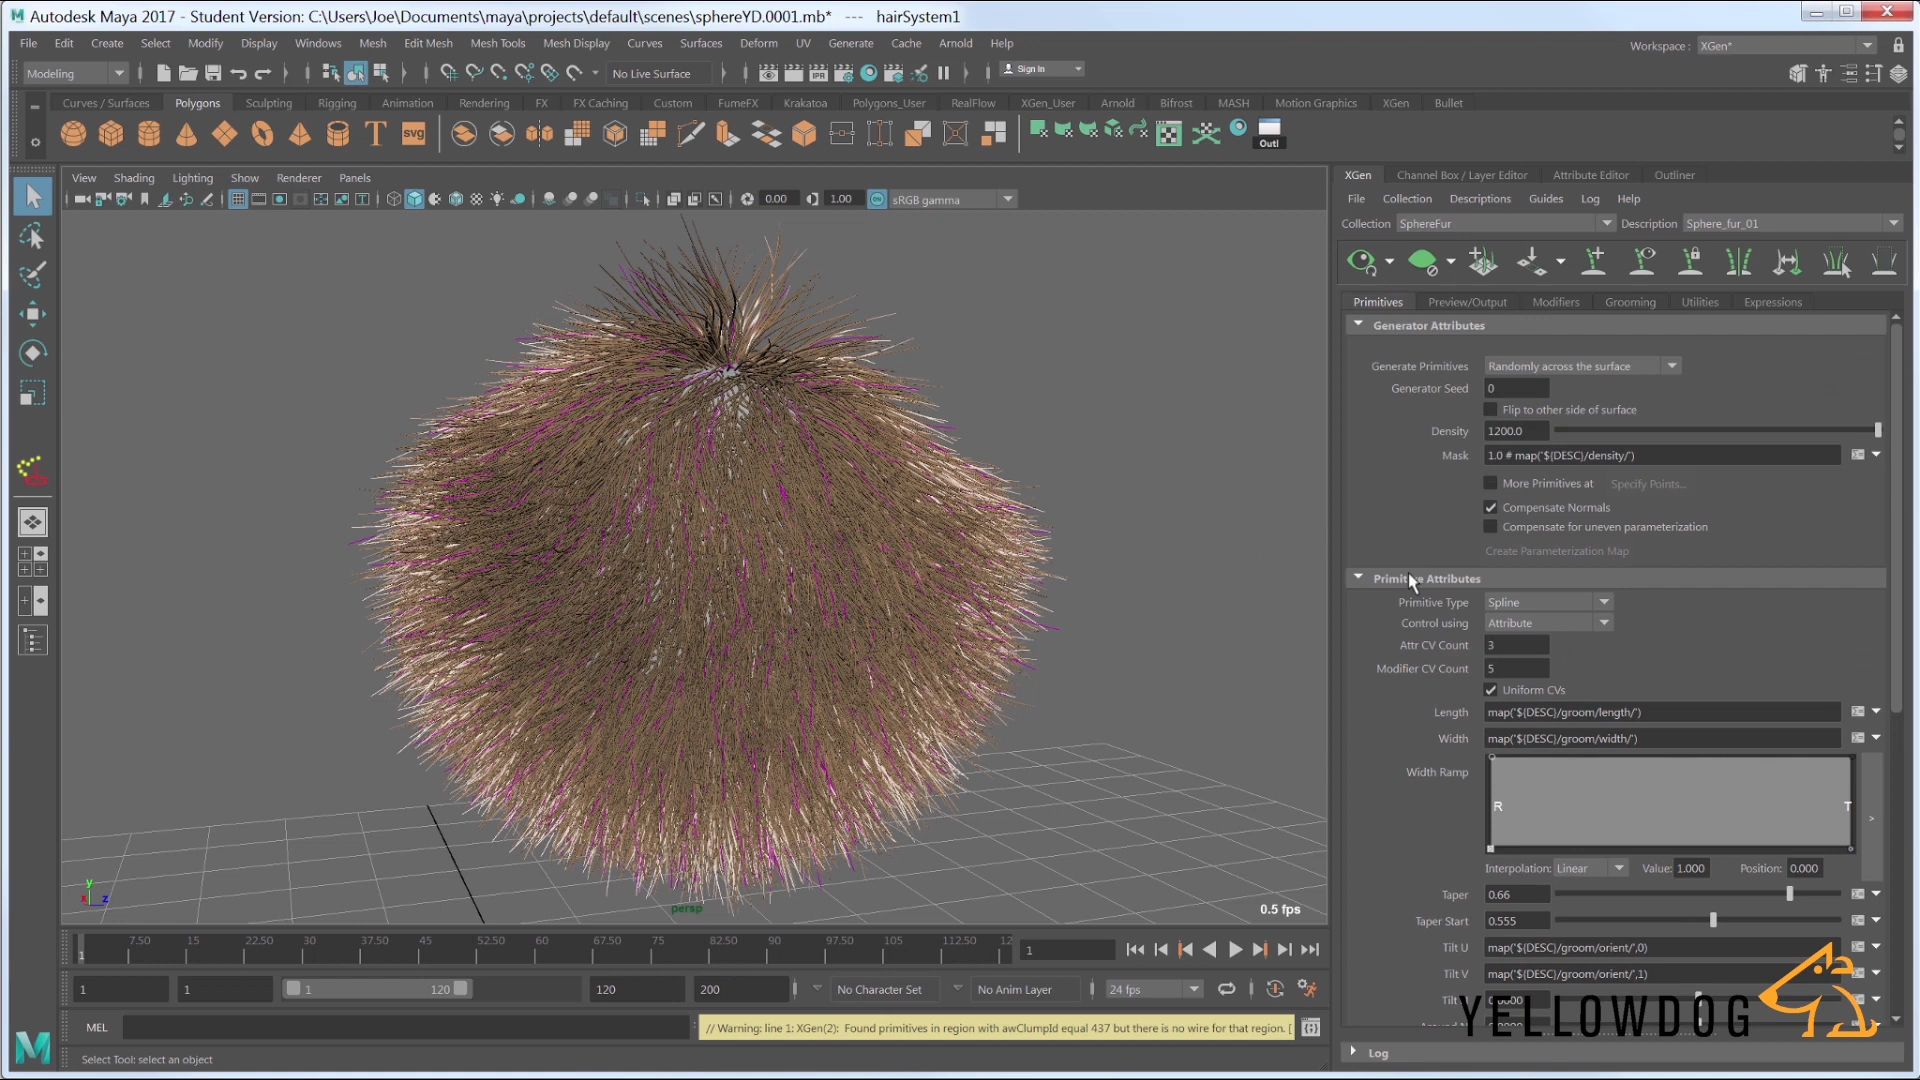 Autodesk Maya 2017 - Student Version: C:\Users\Joe\Documents\maya\projects\default\scenes\sphereYD.0001.mb* --- hairSystem1
File Edit Create Select Modify Display Windows Mesh Edit Mesh Mesh Tools Mesh Display Curves Surfaces Deform UV Generate Cache Arnold Help
Workspace : XGen*
Modeling
No Live Surface
IPR
Sign In
Curves / Surfaces Polygons Sculpting Rigging Animation Rendering FX FX Caching Custom FumeFX Krakatoa Polygons_User RealFlow XGen_User Arnold Bifrost MASH Motion Graphics XGen Bullet
T
svg
Outl
View Shading Lighting Show Renderer Panels
0.00
1.00
sRGB gamma
XGen Channel Box / Layer Editor Attribute Editor Outliner
File Collection Descriptions Guides Log Help
Collection SphereFur Description Sphere_fur_01
Primitives Preview/Output Modifiers Grooming Utilities Expressions
Generator Attributes
Generate Primitives Randomly across the surface
Generator Seed 0
Flip to other side of surface
Density 1200.0
Mask 1.0 # map('${DESC}/density/')
More Primitives at Specify Points...
Compensate Normals
Compensate for uneven parameterization
Create Parameterization Map
Attributes
Primitive Type Spline
Control using Attribute
Attr CV Count 3
Modifier CV Count 5
Uniform CVs
Length map('${DESC}/groom/length/')
Width map('${DESC}/groom/width/')
Width Ramp
R T
>
Interpolation: Linear Value: 1.000 Position: 0.000
Taper 0.66
Taper Start 0.555
Tilt U map('${DESC}/groom/orient/',0)
Tilt V map('${DESC}/groom/orient/',1)
YELLOWDOG
Log
y
x z
persp
0.5 fps
7.50 15 22.50 30 37.50 45 52.50 60 67.50 75 82.50 90 97.50 105 112.50 12
1
1
1 1 1 120 120 200 No Character Set No Anim Layer 24 fps
MEL
// Warning: line 1: XGen(2): Found primitives in region with awClumpId equal 437 but there is no wire for that region. [
Select Tool: select an object